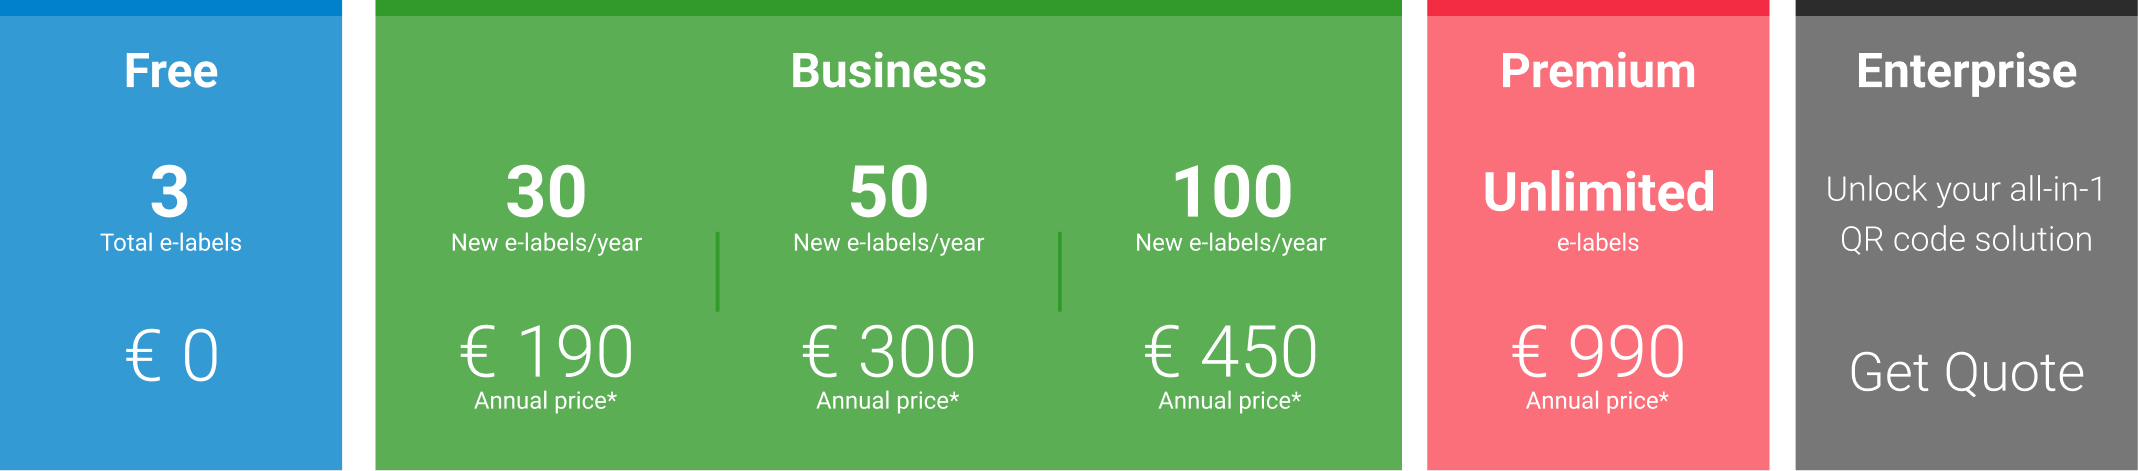 Free
3
Total e-labels
€ 0
Business
30
New e-labels/year
€ 190
Annual price*
50
New e-labels/year
€ 300
Annual price*
100
New e-labels/year
€ 450
Annual price*
Premium
Unlimited
e-labels
€ 990
Annual price*
Enterprise
Unlock your all-in-1
QR code solution
Get Quote